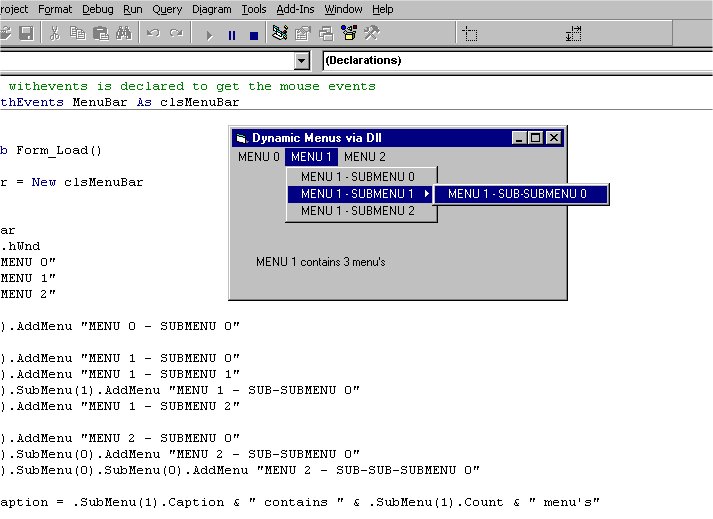 roject Format Debug Run Query Diagram Tools Add-Ins Window Help
(Declarations)
withevents is declared to get the mouse events
thEvents MenuBar As clsMenuBar
b Form_Load()
r = New clsMenuBar
ar
.hWnd
MENU 0"
MENU 1"
MENU 2"
).AddMenu "MENU 0 - SUBMENU 0"
).AddMenu "MENU 1 - SUBMENU 0"
).AddMenu "MENU 1 - SUBMENU 1"
).SubMenu(1).AddMenu "MENU 1 - SUB-SUBMENU 0"
).AddMenu "MENU 1 - SUBMENU 2"
).AddMenu "MENU 2 - SUBMENU 0"
).SubMenu(0).AddMenu "MENU 2 - SUB-SUBMENU 0"
).SubMenu(0).SubMenu(0).AddMenu "MENU 2 - SUB-SUB-SUBMENU 0"
aption = .SubMenu(1).Caption & " contains " & .SubMenu(1).Count & " menu's"
Dynamic Menus via Dll
MENU 0 MENU 1 MENU 2
MENU 1 - SUBMENU 0
MENU 1 - SUBMENU 1
MENU 1 - SUB-SUBMENU 0
MENU 1 - SUBMENU 2
MENU 1 contains 3 menu's